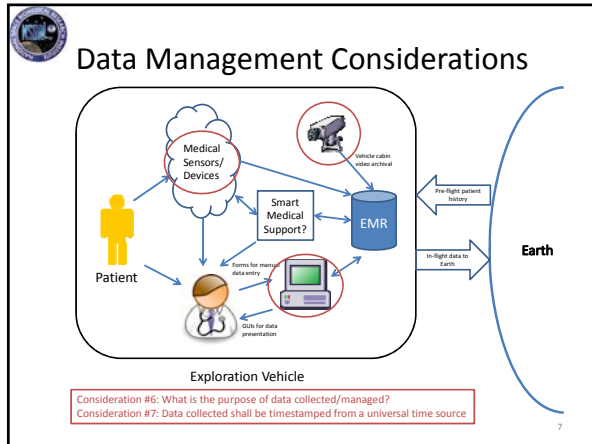 Data Management Considerations
Medical
Sensors/
Devices
Vehicle cabin
video archival
Smart
Medical
Support?
EMR
Pre-flight patient
history
Earth
In-flight data to
Earth
Patient
Forms for manual
data entry
GUIs for data
presentation
Exploration Vehicle
Consideration #6: What is the purpose of data collected/managed?
Consideration #7: Data collected shall be timestamped from a universal time source
7